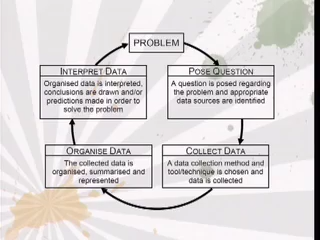 PROBLEM
INTERPRET DATA
Organised data is interpreted,
conclusions are drawn and/or
predictions made in order to
solve the problem
POSE QUESTION
A question is posed regarding
the problem and appropriate
data sources are identified
ORGANISE DATA
The collected data is
organised, summarised and
represented
COLLECT DATA
A data collection method and
tool/technique is chosen and
data is collected